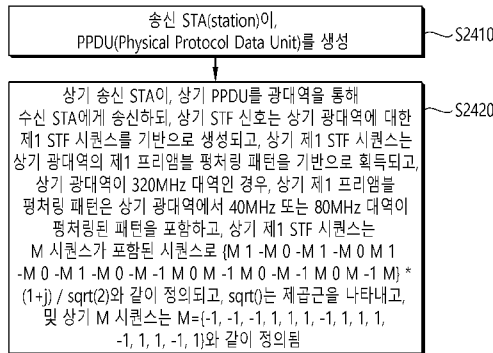 송신 STA(station)이,
PPDU(Physical Protocol Data Unit)를 생성
S2410
상기 송신 STA이, 상기 PPDU를 광대역을 통해
수신 STA에게 송신하되, 상기 STF 신호는 상기 광대역에 대한
제1 STF 시퀀스를 기반으로 생성되고, 상기 제1 STF 시퀀스는
상기 광대역의 제1 프리앰블 펑처링 패턴을 기반으로 획득되고,
상기 광대역이 320MHz 대역인 경우, 상기 제1 프리앰블
펑처링 패턴은 상기 광대역에서 40MHz 또는 80MHz 대역이
펑처링된 패턴을 포함하고, 상기 제1 STF 시퀀스는
M 시퀀스가 포함된 시퀀스로 {M 1 -M 0 -M 1 -M 0 M 1
-M 0 -M 1 -M 0 -M -1 M 0 M -1 M 0 -M -1 M 0 M -1 M} *
(1+j) / sqrt(2)와 같이 정의되고, sqrt()는 제곱근을 나타내고,
및 상기 M 시퀀스는 M={-1, -1, -1, 1, 1, 1, -1, 1, 1, 1,
-1, 1, 1, -1, 1}와 같이 정의됨
S2420